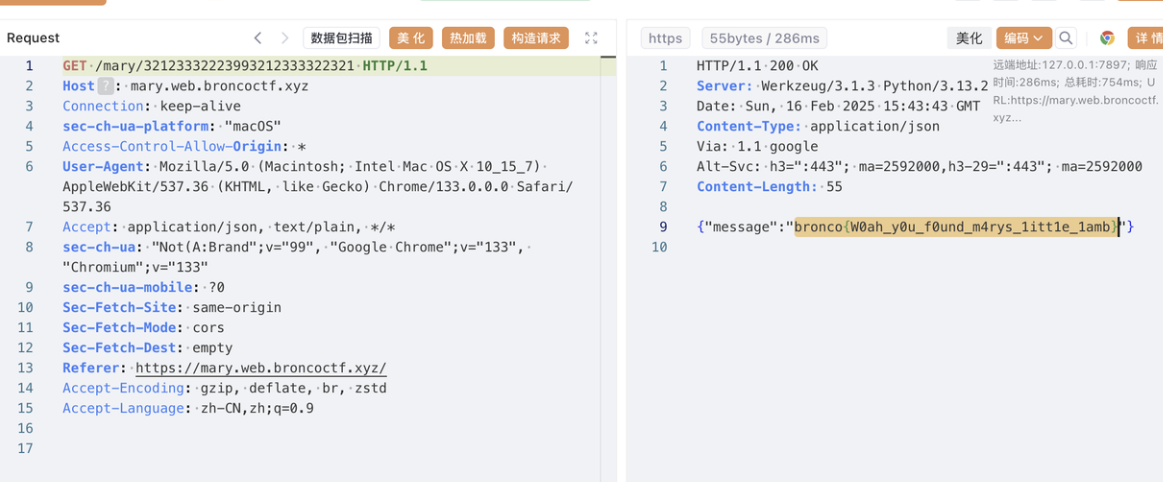 Request
数据包扫描
美 化
热加载
构造请求
1 GET /mary/32123332223993212333322321 HTTP/1.1
2 Host ? : mary.web.broncoctf.xyz
3 Connection: keep-alive
4 sec-ch-ua-platform: "macOS"
5 Access-Control-Allow-Origin: *
6 User-Agent: Mozilla/5.0 (Macintosh; Intel Mac OS X 10_15_7)
AppleWebKit/537.36 (KHTML, like Gecko) Chrome/133.0.0.0 Safari/
537.36
7 Accept: application/json, text/plain, */*
8 sec-ch-ua: "Not(A:Brand";v="99", "Google Chrome";v="133",
"Chromium";v="133"
9 sec-ch-ua-mobile: ?0
10 Sec-Fetch-Site: same-origin
11 Sec-Fetch-Mode: cors
12 Sec-Fetch-Dest: empty
13 Referer: https://mary.web.broncoctf.xyz/
14 Accept-Encoding: gzip, deflate, br, zstd
15 Accept-Language: zh-CN,zh;q=0.9
16
17
https
55bytes / 286ms
美化
编码
详 情
1 HTTP/1.1 200 OK
2 Server: Werkzeug/3.1.3 Python/3.13.2
3 Date: Sun, 16 Feb 2025 15:43:43 GMT
4 Content-Type: application/json
5 Via: 1.1 google
6 Alt-Svc: h3=":443"; ma=2592000,h3-29=":443"; ma=2592000
7 Content-Length: 55
8
9 {"message":"bronco{W0ah_y0u_f0und_m4rys_1itt1e_1amb}"}
10
远端地址:127.0.0.1:7897; 响应
时间:286ms; 总耗时:754ms; U
RL:https://mary.web.broncoctf.
xyz...